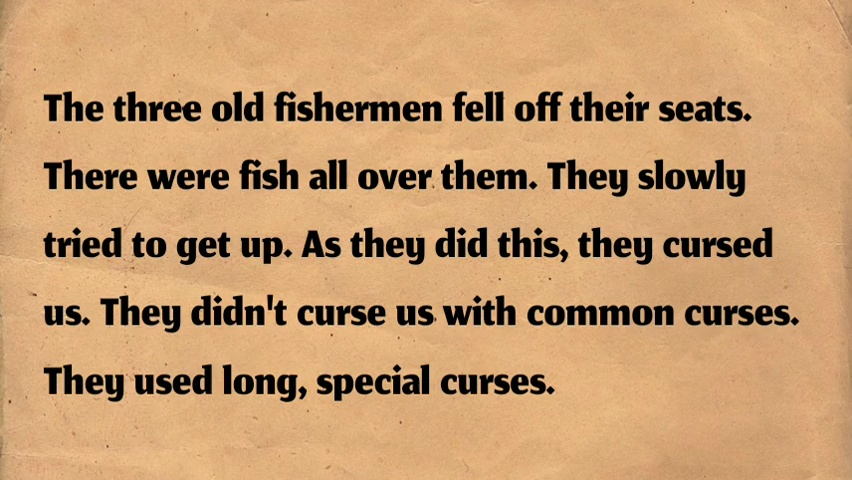 The three old fishermen fell off their seats.
There were fish all over them. They slowly
tried to get up. As they did this, they cursed
us. They didn't curse us with common curses.
They used long, special curses.